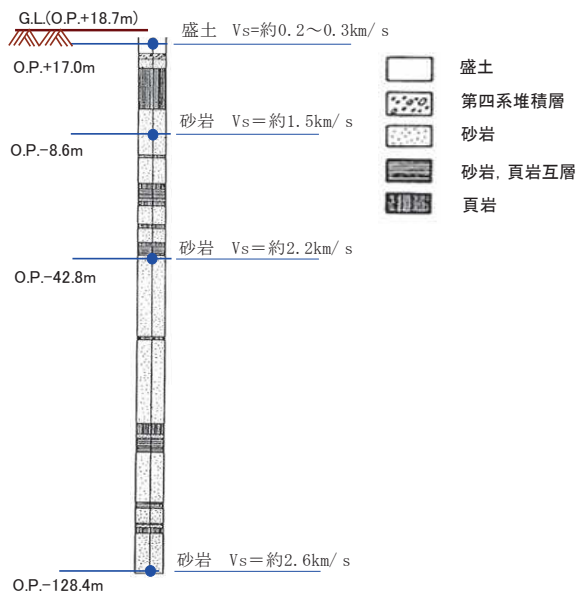 G.L.(O.P.+18.7m)
盛土 Vs=約0.2～0.3km/s
O.P.+17.0m
砂岩 Vs＝約1.5km/s
O.P.-8.6m
砂岩 Vs＝約2.2km/s
O.P.-42.8m
砂岩 Vs＝約2.6km/s
O.P.-128.4m
盛土
第四系堆積層
砂岩
砂岩, 頁岩互層
頁岩